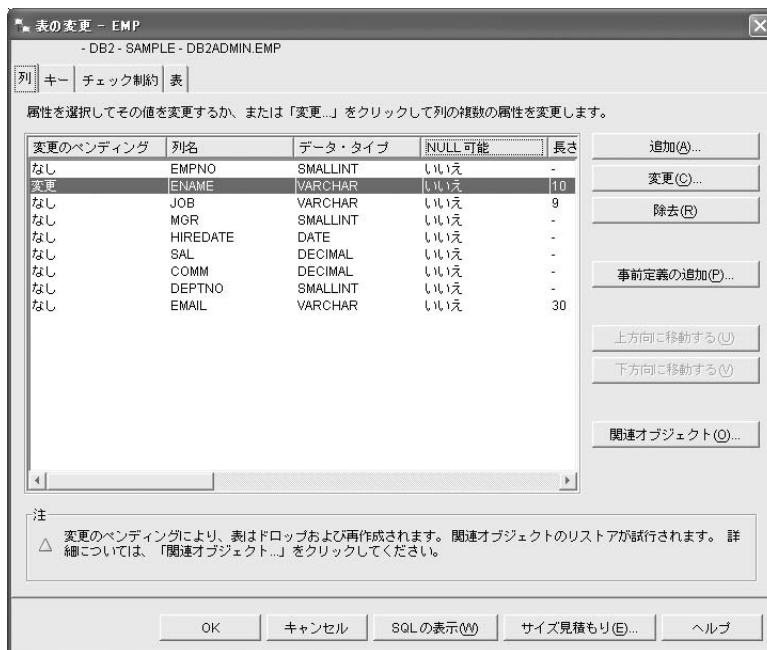 表の変更 - EMP
- DB2 - SAMPLE - DB2ADMIN.EMP
列 キー チェック制約 表
属性を選択してその値を変更するか、または「変更...」をクリックして列の複数の属性を変更します。
変更のペンディング 列名 データ・タイプ NULL可能 長さ
なし EMPNO SMALLINT いいえ -
変更 ENAME VARCHAR いいえ 10
なし JOB VARCHAR いいえ 9
なし MGR SMALLINT いいえ -
なし HIREDATE DATE いいえ -
なし SAL DECIMAL いいえ -
なし COMM DECIMAL いいえ -
なし DEPTNO SMALLINT いいえ -
なし EMAIL VARCHAR いいえ 30
追加(A)...
変更(C)...
除去(R)
事前定義の追加(P)...
上方向に移動する(U)
下方向に移動する(V)
関連オブジェクト(O)...
注
変更のペンディングにより、表はドロップおよび再作成されます。 関連オブジェクトのリストアが試行されます。 詳
細については、「関連オブジェクト...」をクリックしてください。
OK キャンセル SQLの表示(W) サイズ見積もり(E)... ヘルプ